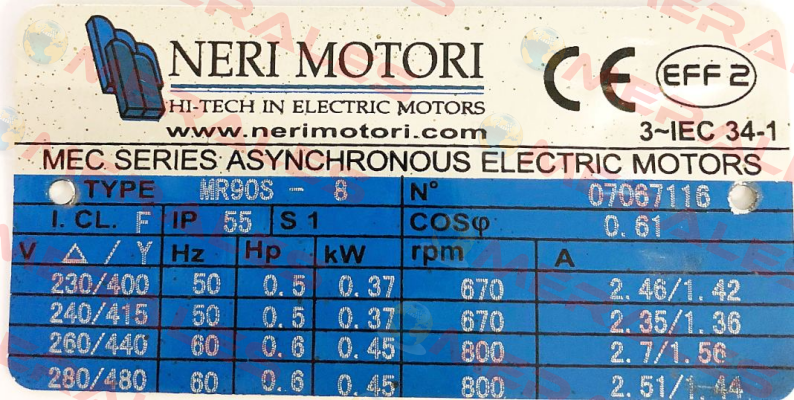 NERI MOTORI
HI-TECH IN ELECTRIC MOTORS
www.nerimotori.com
CE EFF 2
3~IEC 34-1
MEC SERIES ASYNCHRONOUS ELECTRIC MOTORS
TYPE MR90S - 8 N° 07067116
I. CL. F IP 55 S 1 COSφ 0.61
V Δ / Y Hz Hp kW rpm A
230/400 50 0.5 0.37 670 2.46/1.42
240/415 50 0.5 0.37 670 2.35/1.36
260/440 60 0.6 0.45 800 2.7/1.56
280/480 60 0.6 0.45 800 2.51/1.44